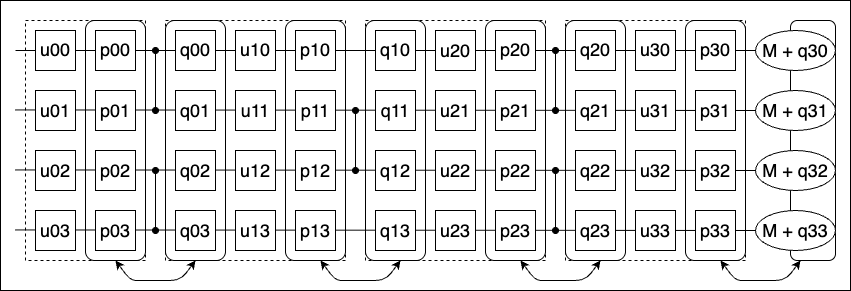 u00 p00 q00 u10 p10 q10 u20 p20 q20 u30 p30 M + q30
u01 p01 q01 u11 p11 q11 u21 p21 q21 u31 p31 M + q31
u02 p02 q02 u12 p12 q12 u22 p22 q22 u32 p32 M + q32
u03 p03 q03 u13 p13 q13 u23 p23 q23 u33 p33 M + q33